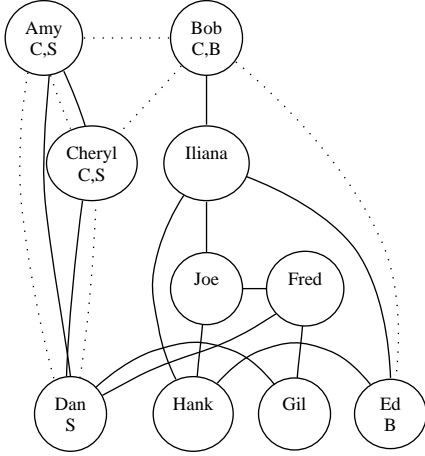 Amy
C,S
Bob
C,B
Cheryl
C,S
Iliana
Joe
Fred
Dan
S
Hank
Gil
Ed
B